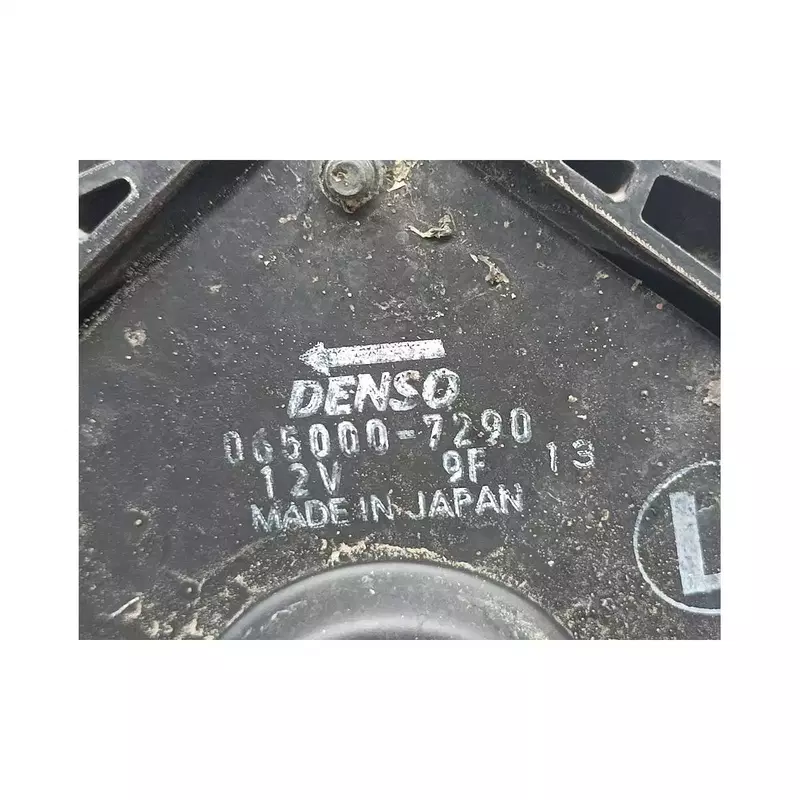 DENSO
065000-7290
12V 9F 13
MADE IN JAPAN
L